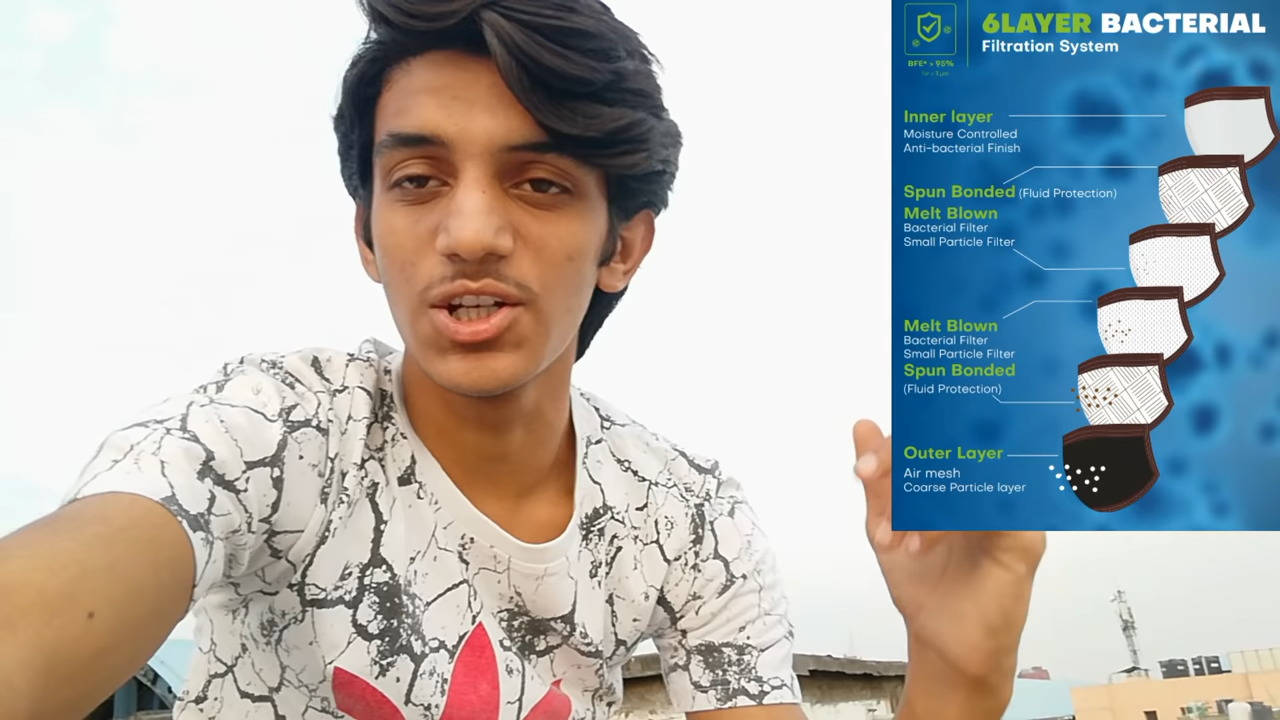 6LAYER BACTERIAL
Filtration System
BFE* > 95%
Inner layer
Moisture Controlled
Anti-bacterial Finish
Spun Bonded (Fluid Protection)
Melt Blown
Bacterial Filter
Small Particle Filter
Melt Blown
Bacterial Filter
Small Particle Filter
Spun Bonded
(Fluid Protection)
Outer Layer
Air mesh
Coarse Particle layer